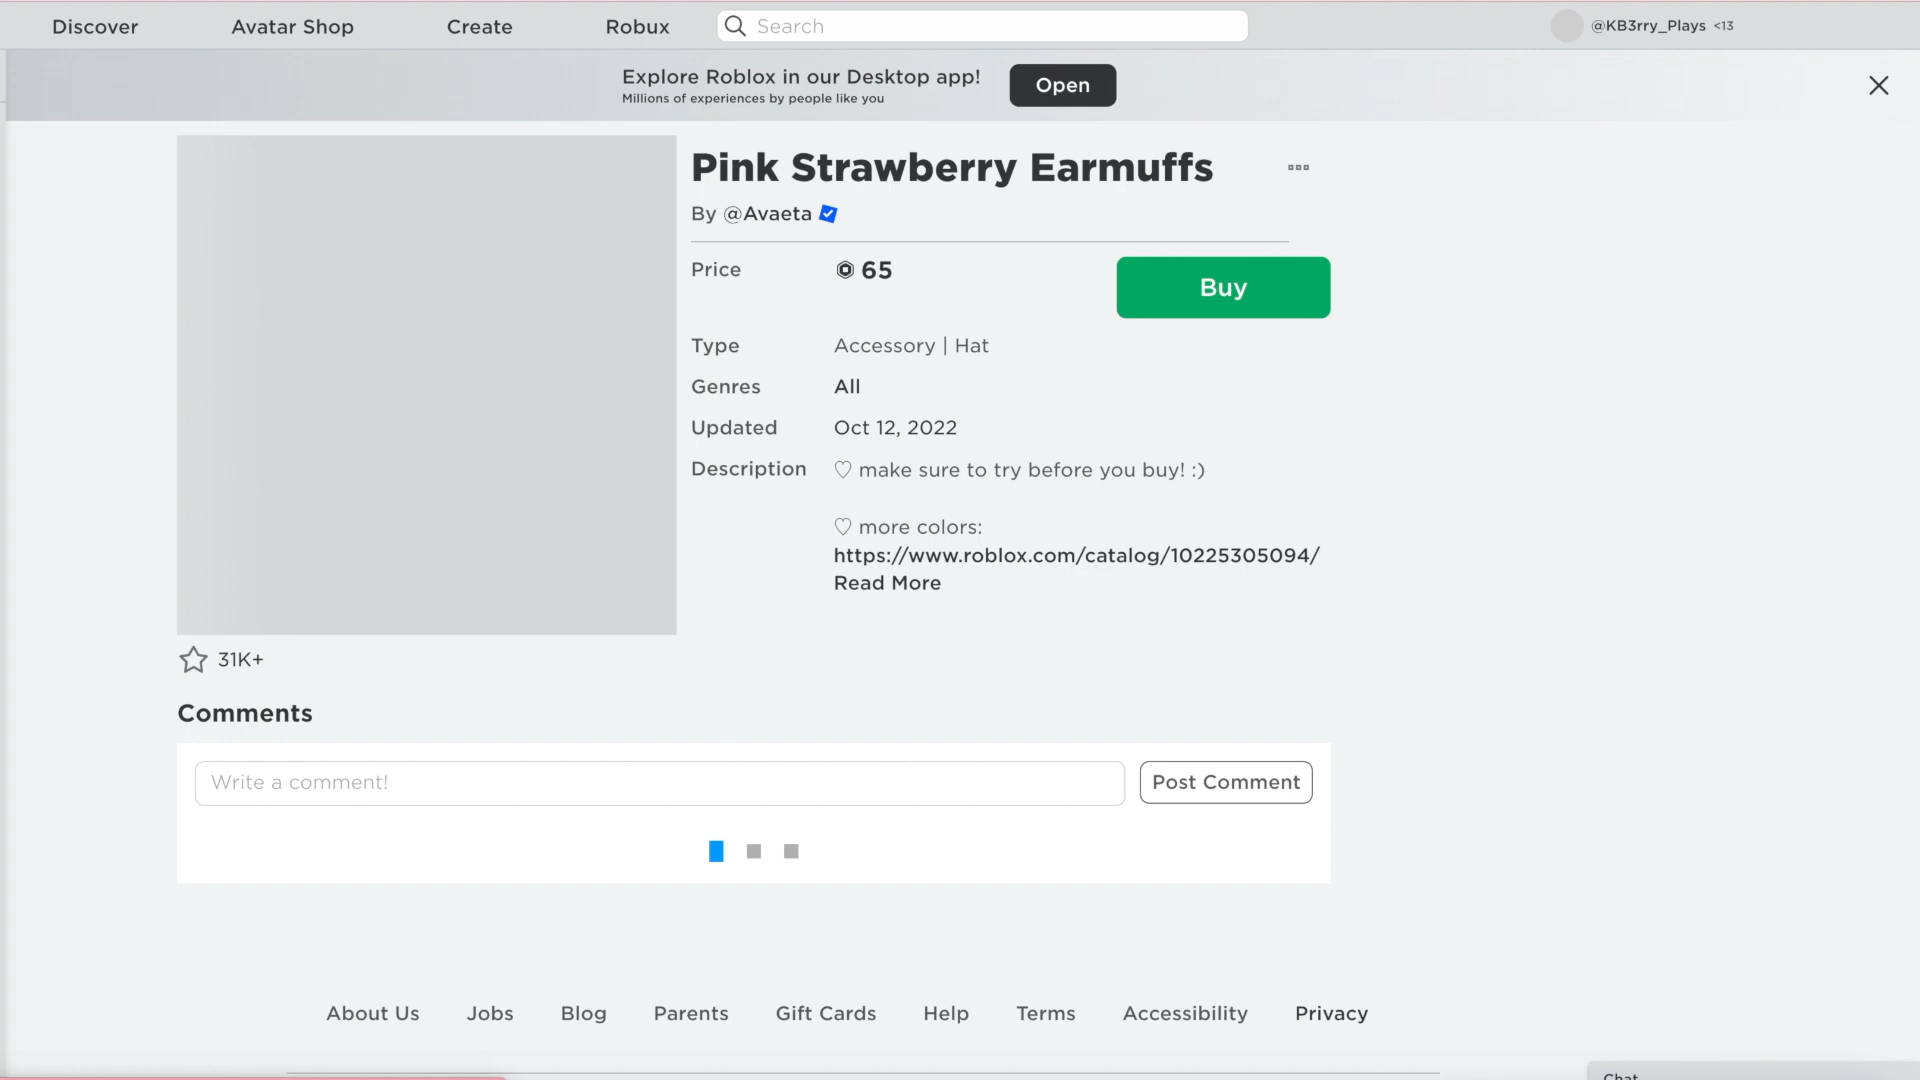 Discover
Avatar Shop
Create
Robux
Search
@KB3rry_Plays <13
Explore Roblox in our Desktop app!
Millions of experiences by people like you
Open
Pink Strawberry Earmuffs
By @Avaeta
Price
65
Buy
Type
Accessory | Hat
Genres
All
Updated
Oct 12, 2022
Description
♡ make sure to try before you buy! :)
♡ more colors:
https://www.roblox.com/catalog/10225305094/
Read More
31K+
Comments
Write a comment!
Post Comment
About Us
Jobs
Blog
Parents
Gift Cards
Help
Terms
Accessibility
Privacy
Chat